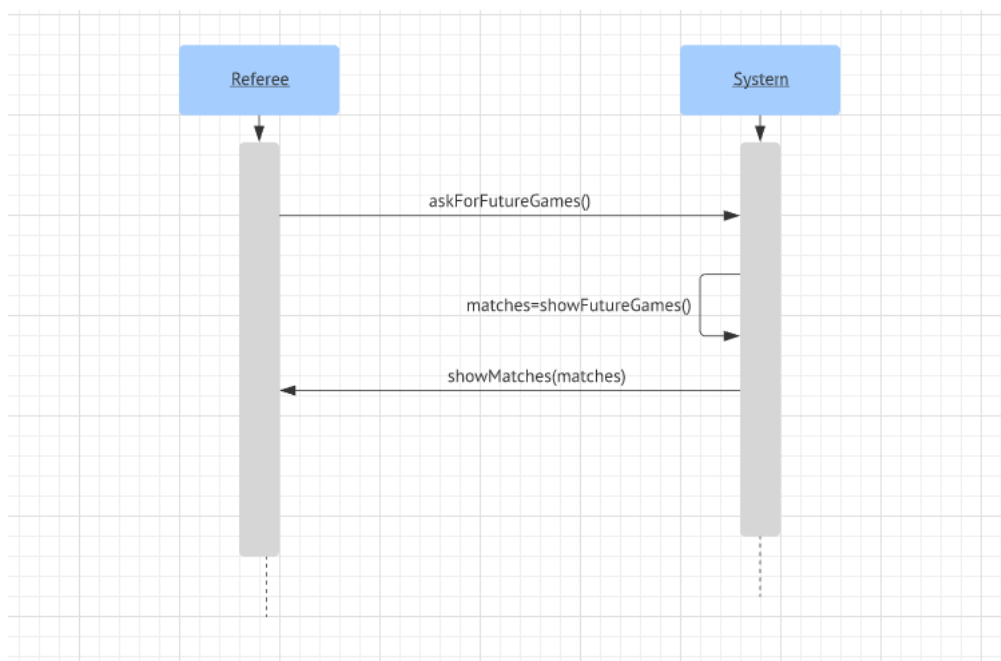 Referee
System
askForFutureGames()
matches=showFutureGames()
showMatches(matches)